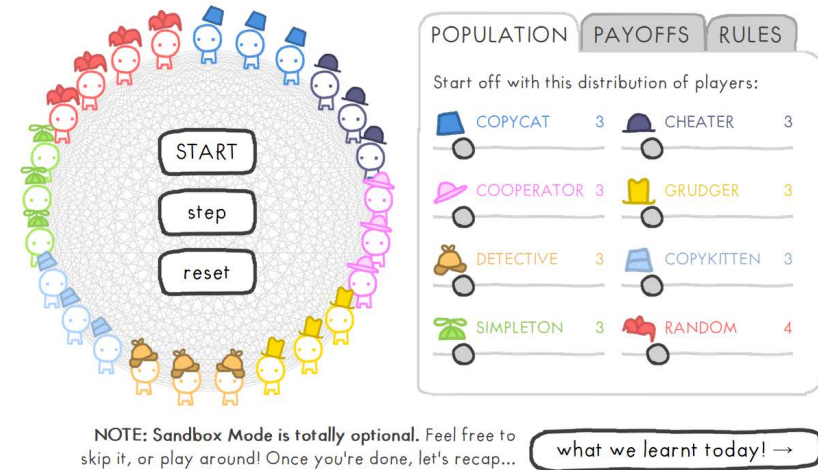 START
step
reset
POPULATION PAYOFFS RULES
Start off with this distribution of players:
COPYCAT 3 CHEATER 3
COOPERATOR 3 GRUDGER 3
DETECTIVE 3 COPYKITTEN 3
SIMPLETON 3 RANDOM 4
NOTE: Sandbox Mode is totally optional. Feel free to
skip it, or play around! Once you're done, let's recap...
what we learnt today! →